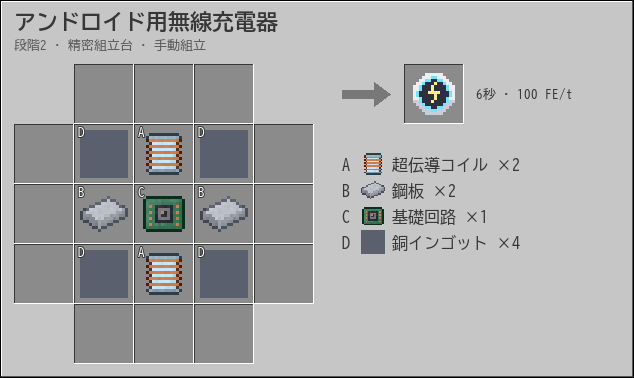 アンドロイド用無線充電器
段階2 · 精密組立台 · 手動組立
6秒 · 100 FE/t
D A D
B C B
D A D
A 超伝導コイル ×2
B 鋼板 ×2
C 基礎回路 ×1
D 銅インゴット ×4